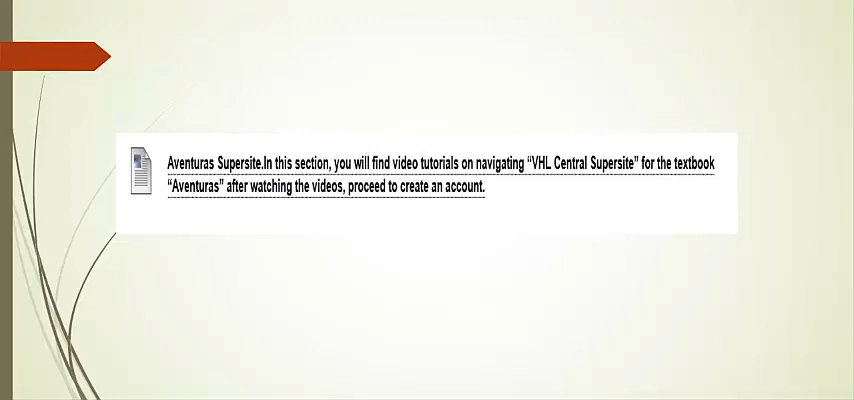 Aventuras Supersite.In this section, you will find video tutorials on navigating “VHL Central Supersite” for the textbook
“Aventuras” after watching the videos, proceed to create an account.